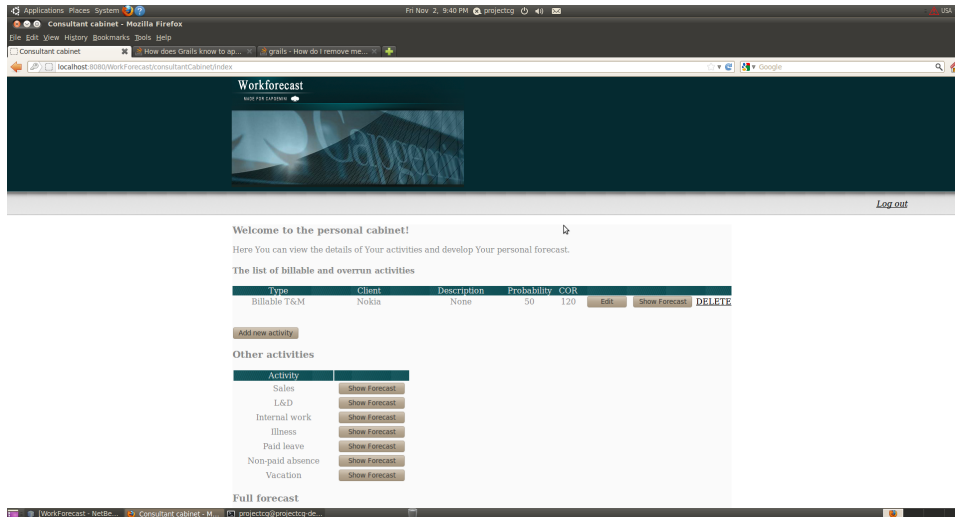 Applications Places System
Fri Nov 2, 9:40 PM projectcg
USA
Consultant cabinet - Mozilla Firefox
File Edit View History Bookmarks Tools Help
Consultant cabinet
How does Grails know to ap...
grails - How do I remove me...
localhost:8080/WorkForecast/consultantCabinet/index
Google
Workforecast
MADE FOR CAPGEMINI
Capgemini
Log out
Welcome to the personal cabinet!
Here You can view the details of Your activities and develop Your personal forecast.
The list of billable and overrun activities
Type Client Description Probability COR
Billable T&M Nokia None 50 120 Edit Show Forecast DELETE
Add new activity
Other activities
Activity
Sales Show Forecast
L&D Show Forecast
Internal work Show Forecast
Illness Show Forecast
Paid leave Show Forecast
Non-paid absence Show Forecast
Vacation Show Forecast
Full forecast
[WorkForecast - NetBe...
Consultant cabinet - M...
projectcg@projectcg-de...